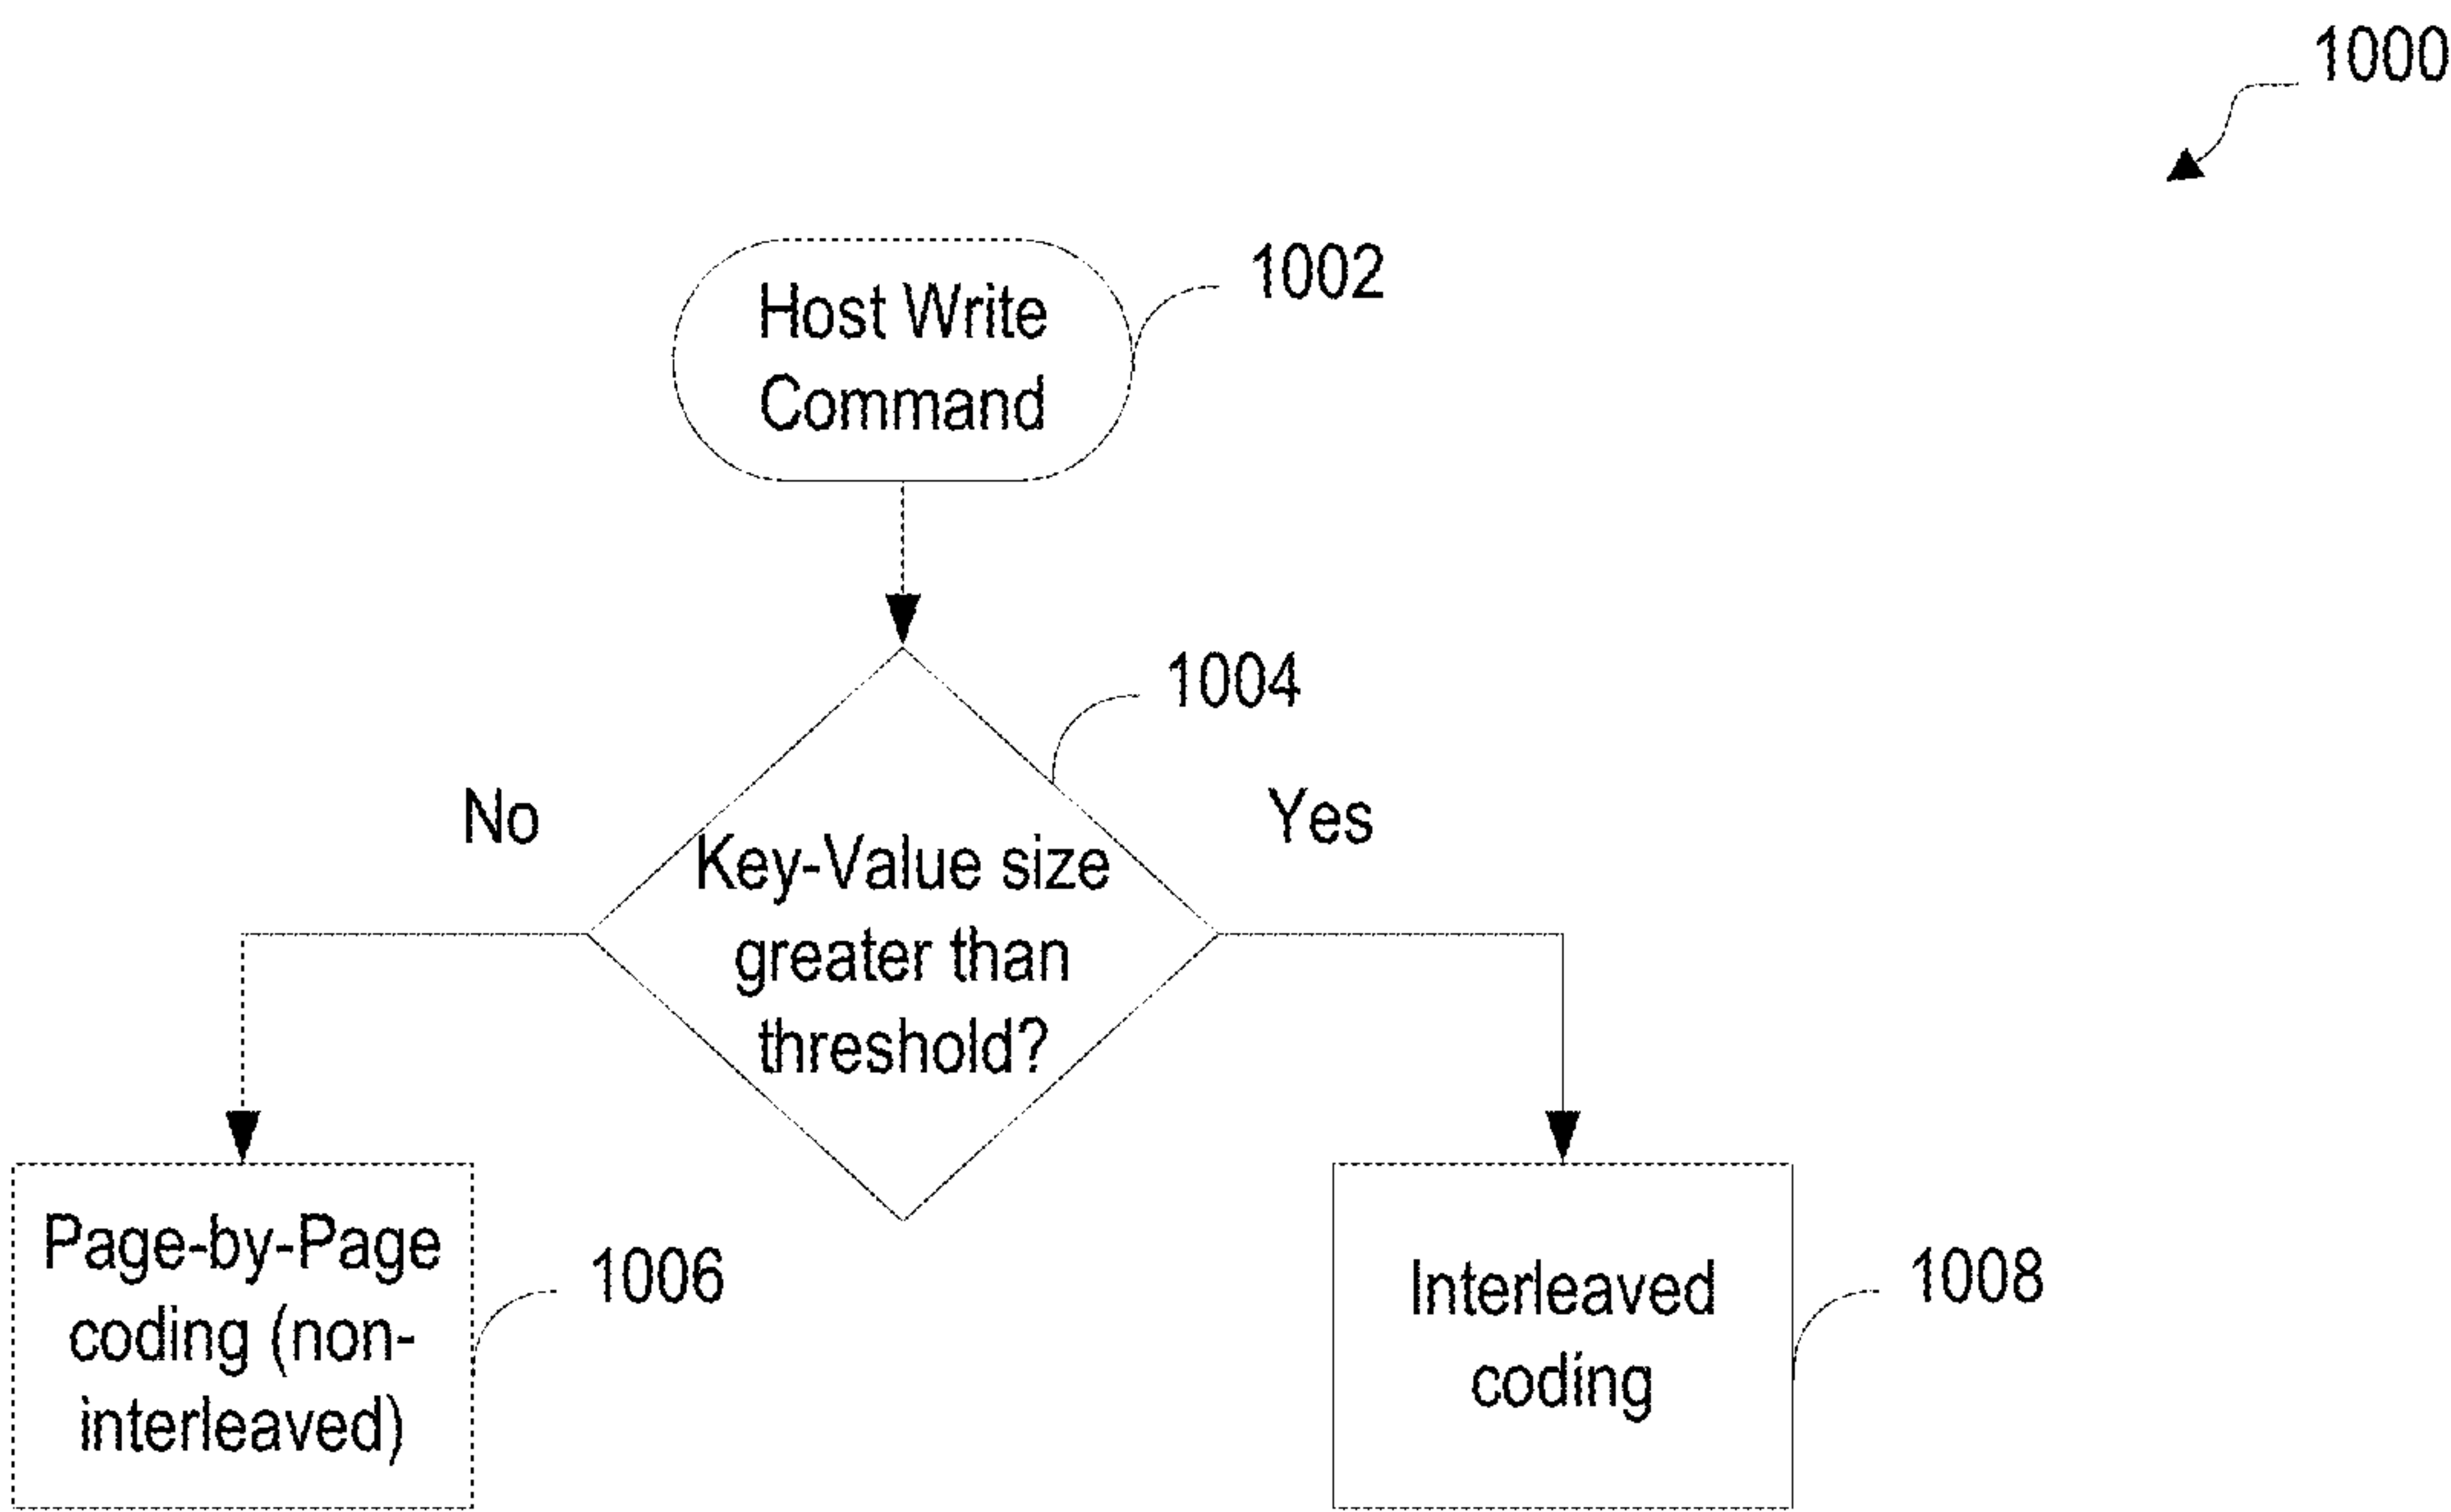 1000
Host Write
Command
1002
1004
No
Yes
Key-Value size
greater than
threshold?
Page-by-Page
coding (non-
interleaved)
1006
Interleaved
coding
1008